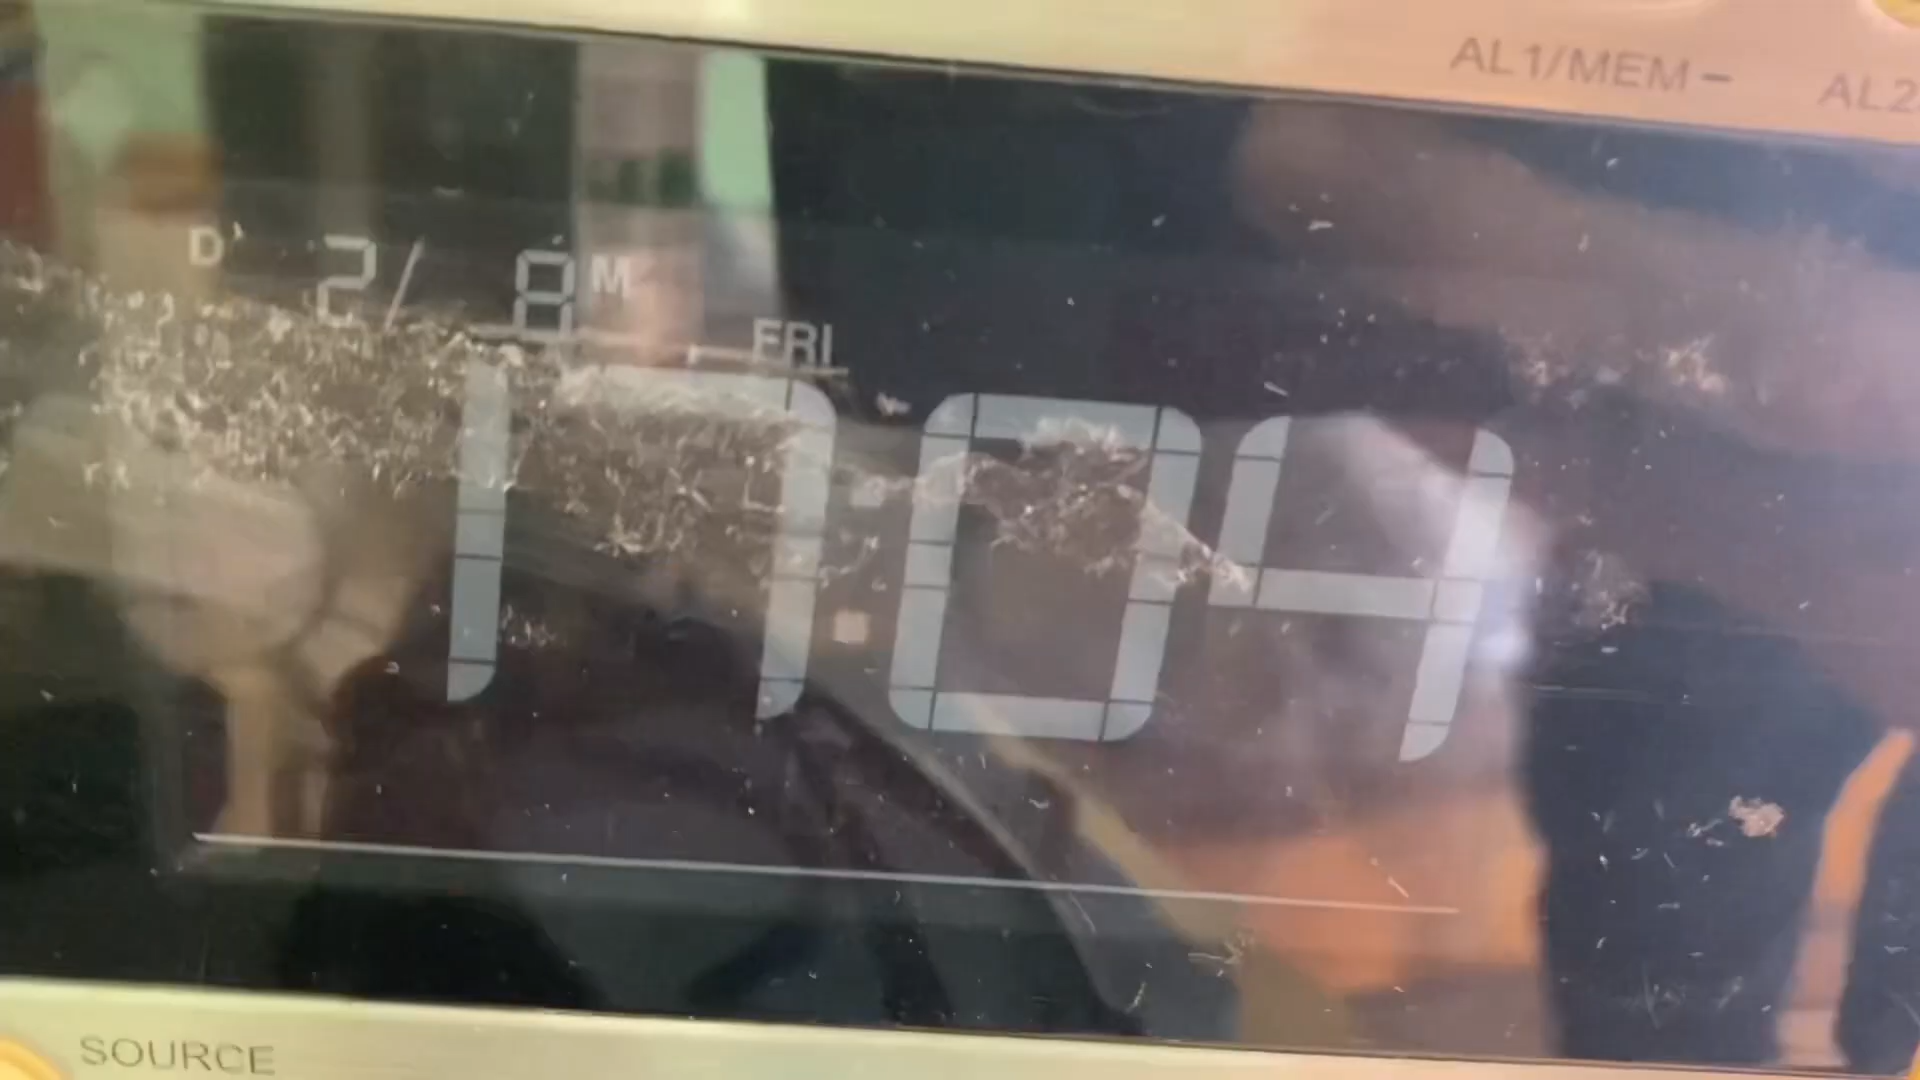 AL1/MEM – AL2
D 2/ 8 M
FRI
17:04
SOURCE